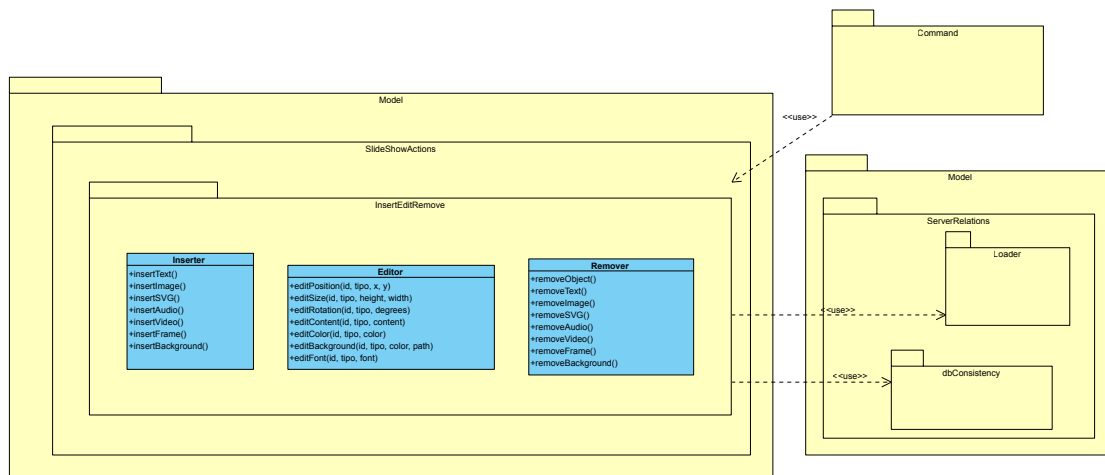 Command
Model
<<use>>
SlideShowActions
InsertEditRemove
Inserter
+insertText()
+insertImage()
+insertSVG()
+insertAudio()
+insertVideo()
+insertFrame()
+insertBackground()
Editor
+editPosition(id, tipo, x, y)
+editSize(id, tipo, height, width)
+editRotation(id, tipo, degrees)
+editContent(id, tipo, content)
+editColor(id, tipo, color)
+editBackground(id, tipo, color, path)
+editFont(id, tipo, font)
Remover
+removeObject()
+removeText()
+removeImage()
+removeSVG()
+removeAudio()
+removeVideo()
+removeFrame()
+removeBackground()
Model
ServerRelations
Loader
<<use>>
dbConsistency
<<use>>